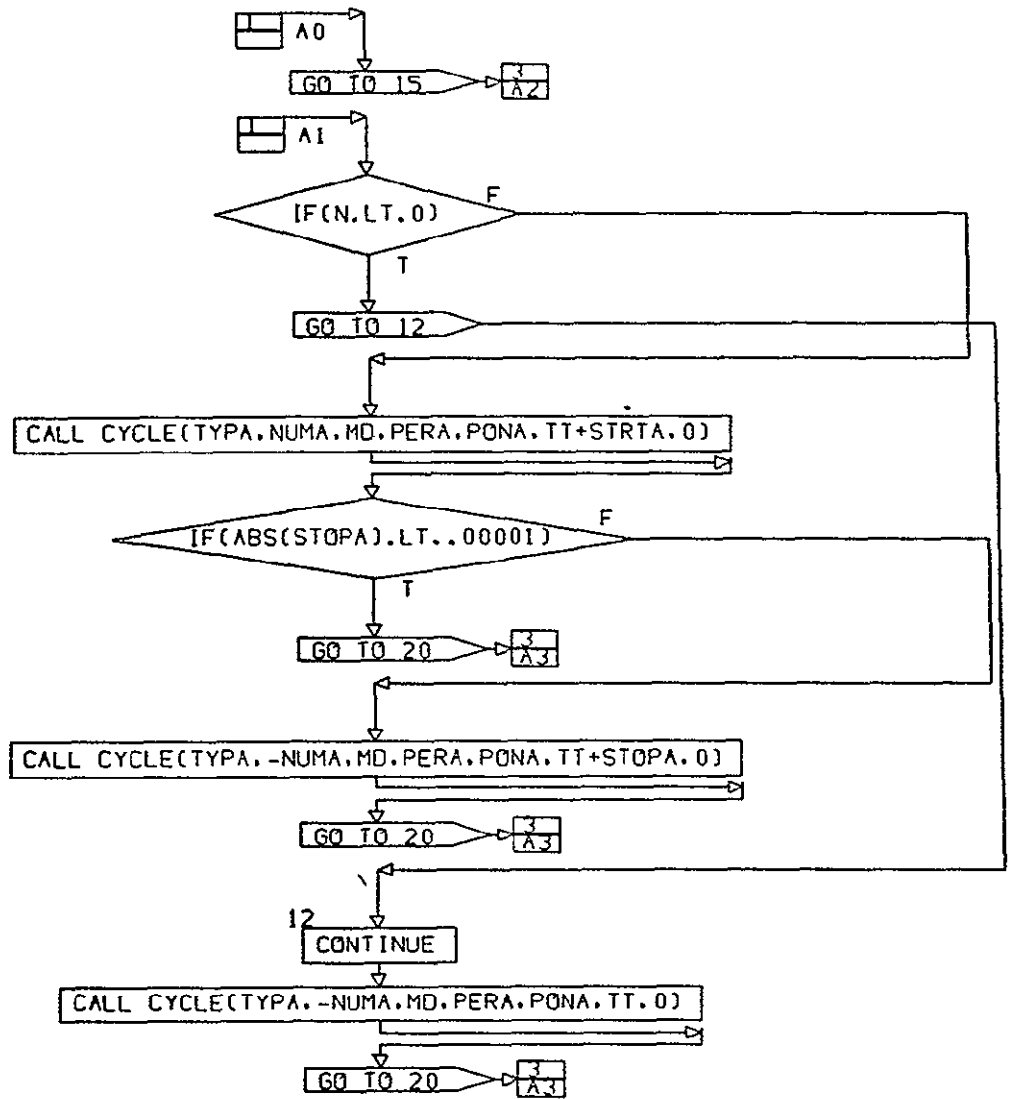 1
A0
GO TO 15
3
A2
1
A1
IF(N.LT.0)
F
T
GO TO 12
CALL CYCLE(TYPA.NUMA.MD.PERA.PONA.TT+STRTA.0)
IF(ABS(STOPA).LT..00001)
F
T
GO TO 20
3
A3
CALL CYCLE(TYPA.-NUMA.MD.PERA.PONA.TT+STOPA.0)
GO TO 20
3
A3
12
CONTINUE
CALL CYCLE(TYPA.-NUMA.MD.PERA.PONA.TT.0)
GO TO 20
3
A3